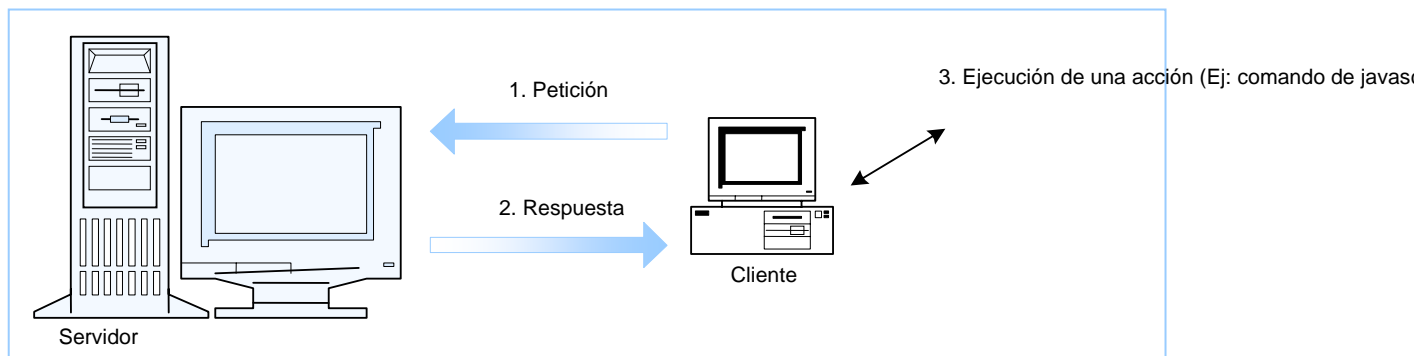 1. Petición
3. Ejecución de una acción (Ej: comando de javasc
2. Respuesta
Cliente
Servidor